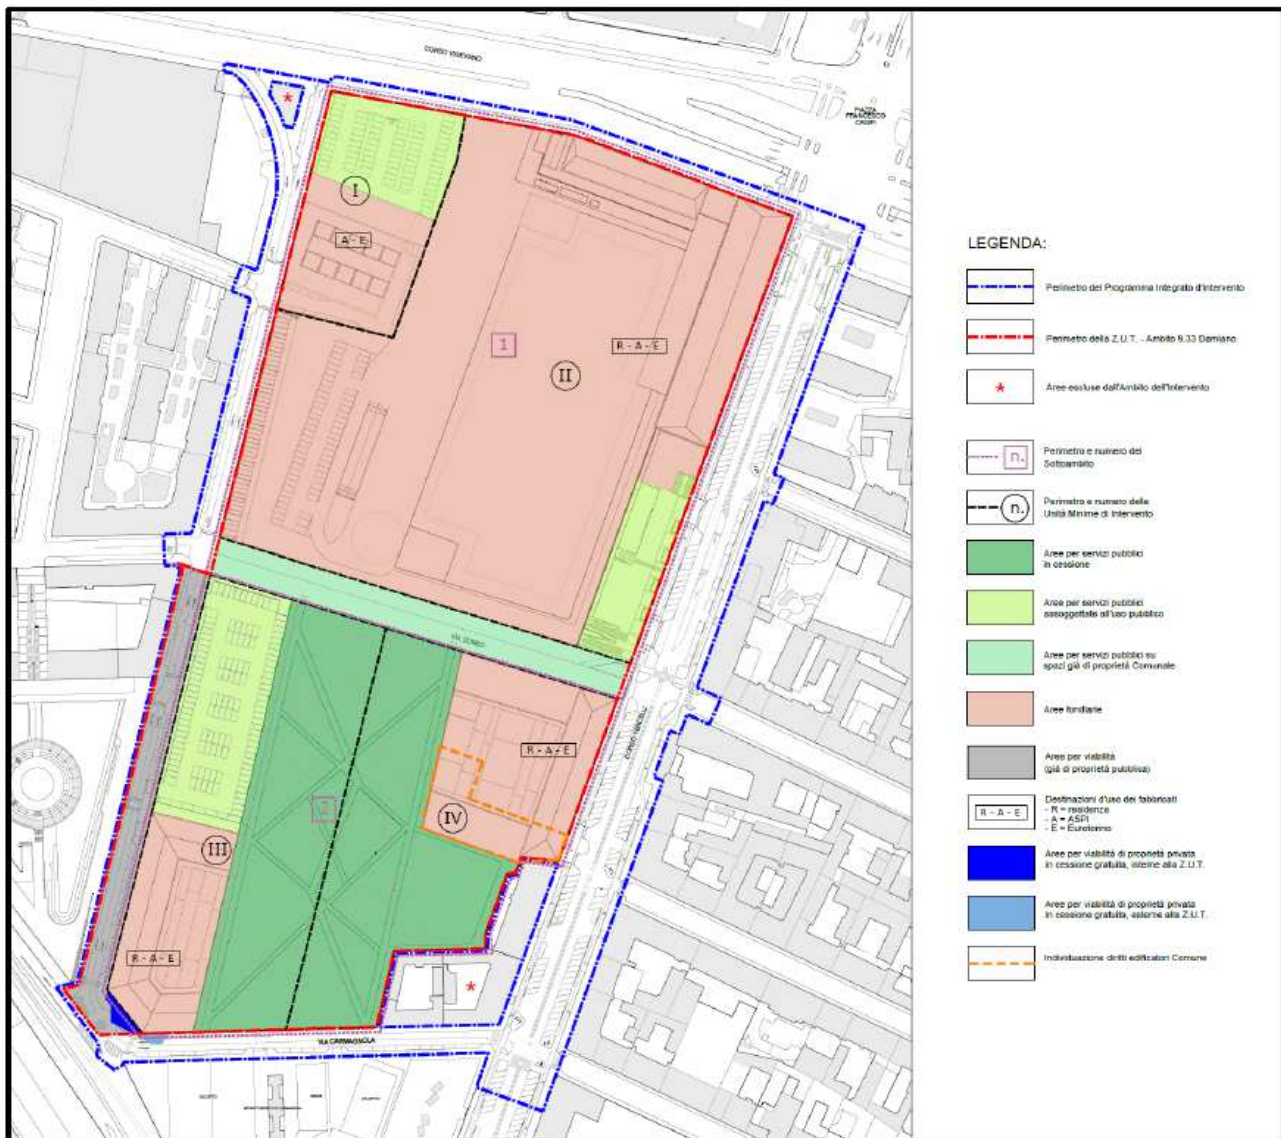 CORSO VIGEVANO
PIAZZA
FRANCESCO
CRISPI
I
A - E
1
R - A - E
II
VIA CUNEO
CORSO VERCELLI
R - A - E
2
IV
III
R - A - E
VIA CARMAGNOLA
LEGENDA:
Perimetro del Programma Integrato d'Intervento
Perimetro della Z.U.T. - Ambito 9.33 Damiano
Aree escluse dall'Ambito dell'Intervento
n.
Perimetro e numero del
Sottoambito
n.
Perimetro e numero delle
Unità Minime di Intervento
Aree per servizi pubblici
in cessione
Aree per servizi pubblici
assoggettate all'uso pubblico
Aree per servizi pubblici su
spazi già di proprietà Comunale
Aree fondiarie
Area per viabilità
(già di proprietà pubblica)
R - A - E
Destinazioni d'uso dei fabbricati
- R = residenza
- A = ASPI
- E = Eurotorino
Aree per viabilità di proprietà privata
in cessione gratuita, interne alla Z.U.T.
Aree per viabilità di proprietà privata
in cessione gratuita, esterne alla Z.U.T.
Individuazione diritti edificatori Comune